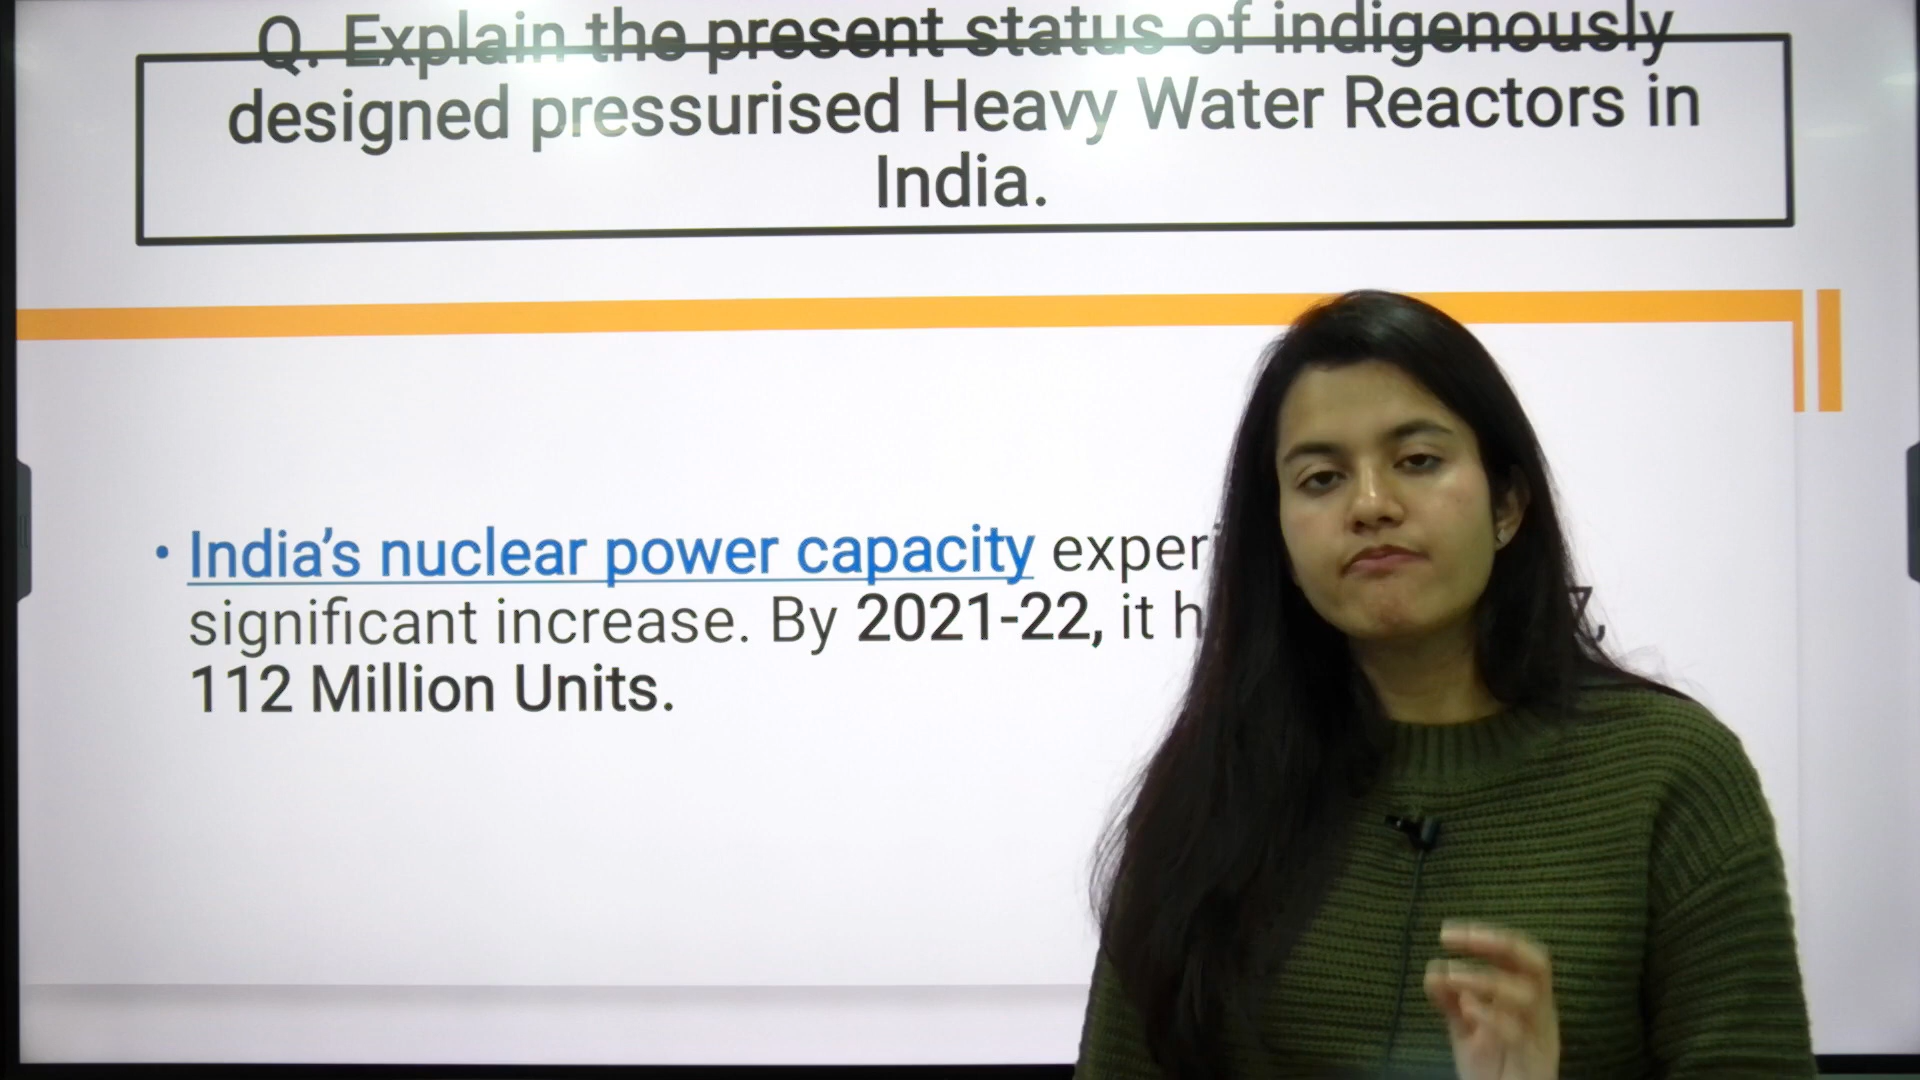 Q. Explain the present status of indigenously
designed pressurised Heavy Water Reactors in
India.
• India's nuclear power capacity
significant increase. By 2021-22, it
112 Million Units.